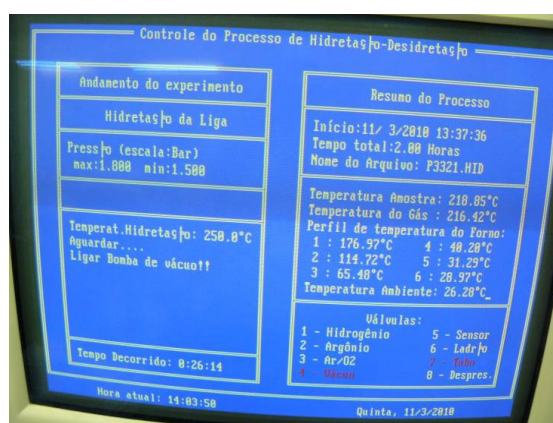 Controle do Processo de Hidretaç├o-Desidretaç├o
Andamento do experimento
Hidretaç├o da Liga
Press├o (escala:Bar)
max:1.800 min:1.500
Temperat.Hidretaç├o: 250.0°C
Aguardar....
Ligar Bomba de vácuo!!
Tempo Decorrido: 0:26:14
Resumo do Processo
Início:11/ 3/2010 13:37:36
Tempo total:2.00 Horas
Nome do Arquivo: P3321.HID
Temperatura Amostra: 218.85°C
Temperatura do Gás : 216.42°C
Perfil de temperatura do Forno:
1 : 176.97°C 4 : 40.20°C
2 : 114.72°C 5 : 31.29°C
3 : 65.48°C 6 : 28.97°C
Temperatura Ambiente: 26.28°C_
Válvulas:
1 - Hidrogênio 5 - Sensor
2 - Argônio 6 - Ladr├o
3 - Ar/O2 7 - Tubo
4 - Vácuo 8 - Despres.
Hora atual: 14:03:50
Quinta, 11/3/2010